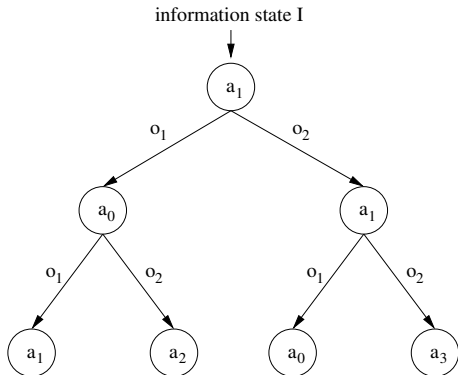 information state I
a₁
o₁ o₂
a₀ a₁
o₁ o₂ o₁ o₂
a₁ a₂ a₀ a₃